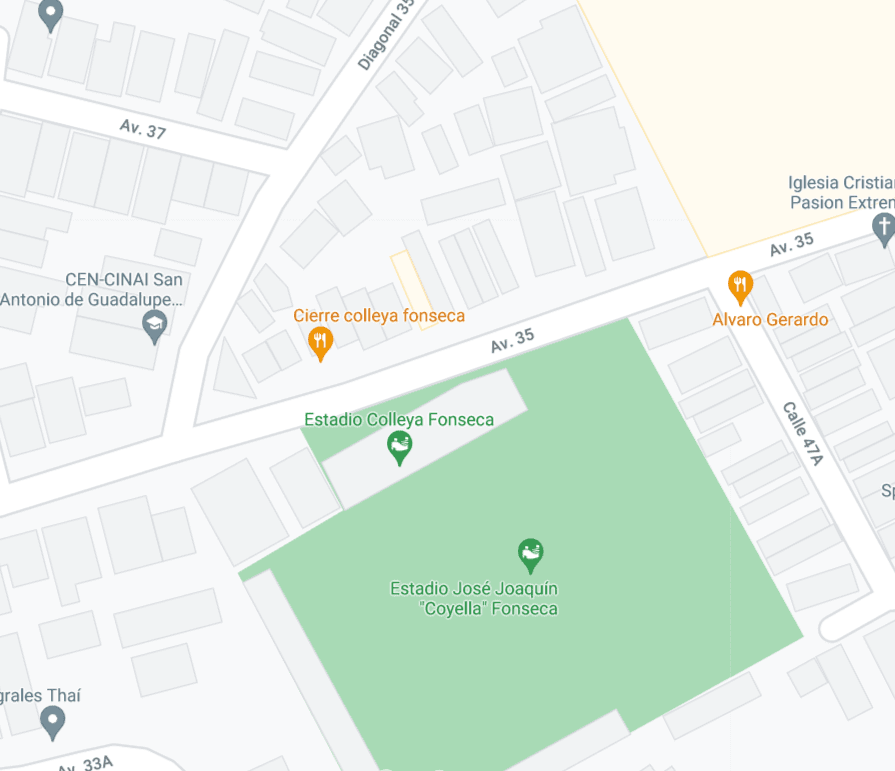 Diagonal 35
Av. 37
Iglesia Cristian
Pasion Extrem
Av. 35
CEN-CINAI San
Antonio de Guadalupe...
Cierre colleya fonseca
Alvaro Gerardo
Av. 35
Estadio Colleya Fonseca
Calle 47A
Sp
Estadio José Joaquín
"Coyella" Fonseca
grales Thaí
Av. 33A